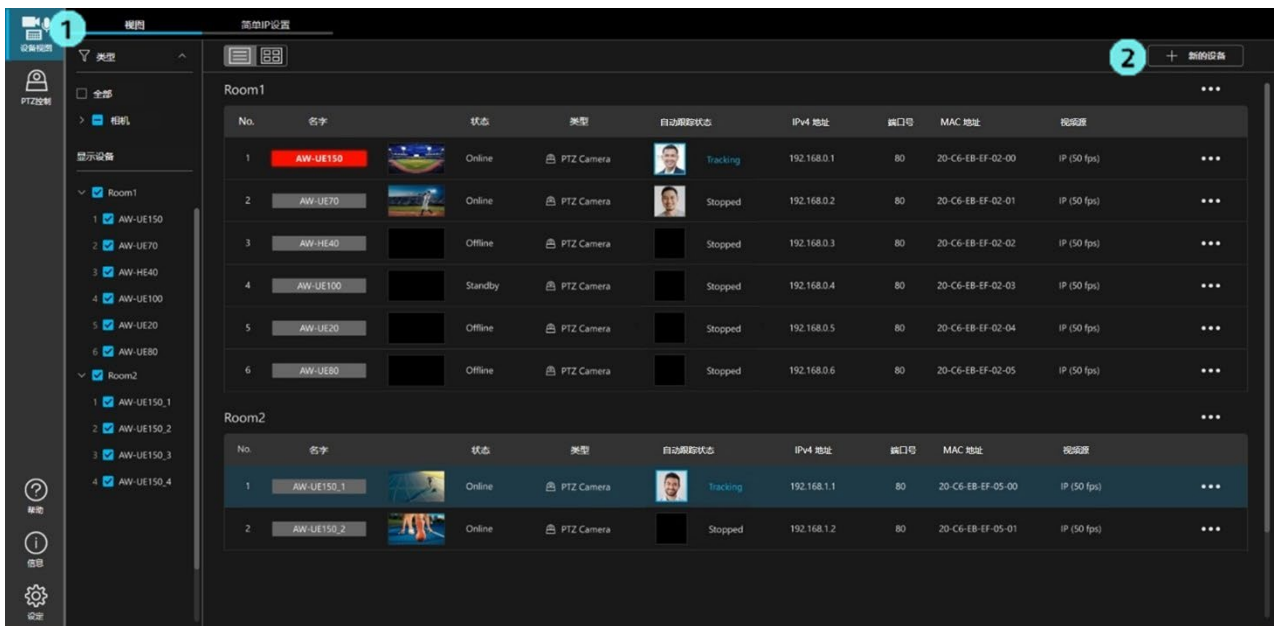 1
视图
简单IP设置
设备视图
PTZ控制
类型
全部
相机
显示设备
Room1
1 AW-UE150
2 AW-UE70
3 AW-HE40
4 AW-UE100
5 AW-UE20
6 AW-UE80
Room2
1 AW-UE150_1
2 AW-UE150_2
3 AW-UE150_3
4 AW-UE150_4
帮助
信息
设定
2
+ 新的设备
Room1
No. 名字 状态 类型 自动跟踪状态 IPv4 地址 端口号 MAC 地址 视频源
1 AW-UE150 Online PTZ Camera Tracking 192.168.0.1 80 20-C6-EB-EF-02-00 IP (50 fps)
2 AW-UE70 Online PTZ Camera Stopped 192.168.0.2 80 20-C6-EB-EF-02-01 IP (50 fps)
3 AW-HE40 Offline PTZ Camera Stopped 192.168.0.3 80 20-C6-EB-EF-02-02 IP (50 fps)
4 AW-UE100 Standby PTZ Camera Stopped 192.168.0.4 80 20-C6-EB-EF-02-03 IP (50 fps)
5 AW-UE20 Offline PTZ Camera Stopped 192.168.0.5 80 20-C6-EB-EF-02-04 IP (50 fps)
6 AW-UE80 Offline PTZ Camera Stopped 192.168.0.6 80 20-C6-EB-EF-02-05 IP (50 fps)
Room2
No. 名字 状态 类型 自动跟踪状态 IPv4 地址 端口号 MAC 地址 视频源
1 AW-UE150_1 Online PTZ Camera Tracking 192.168.1.1 80 20-C6-EB-EF-05-00 IP (50 fps)
2 AW-UE150_2 Online PTZ Camera Stopped 192.168.1.2 80 20-C6-EB-EF-05-01 IP (50 fps)